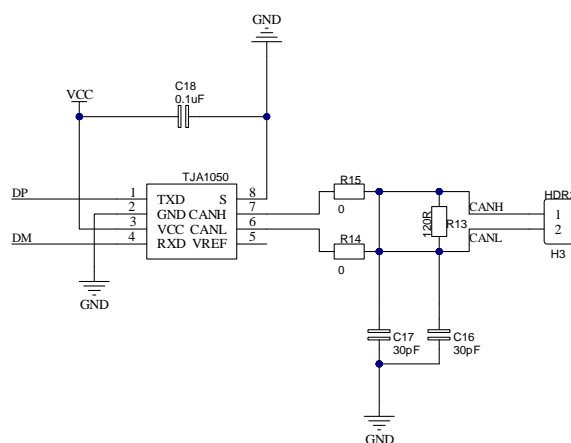 GND
C18
0.1uF
VCC
TJA1050
DP
1
TXD
S
8
2
GND
CANH
7
3
VCC
CANL
6
DM
4
RXD
VREF
5
R15
0
R14
0
120R
R13
CANH
CANL
1
2
H3
C17
30pF
C16
30pF
GND
GND